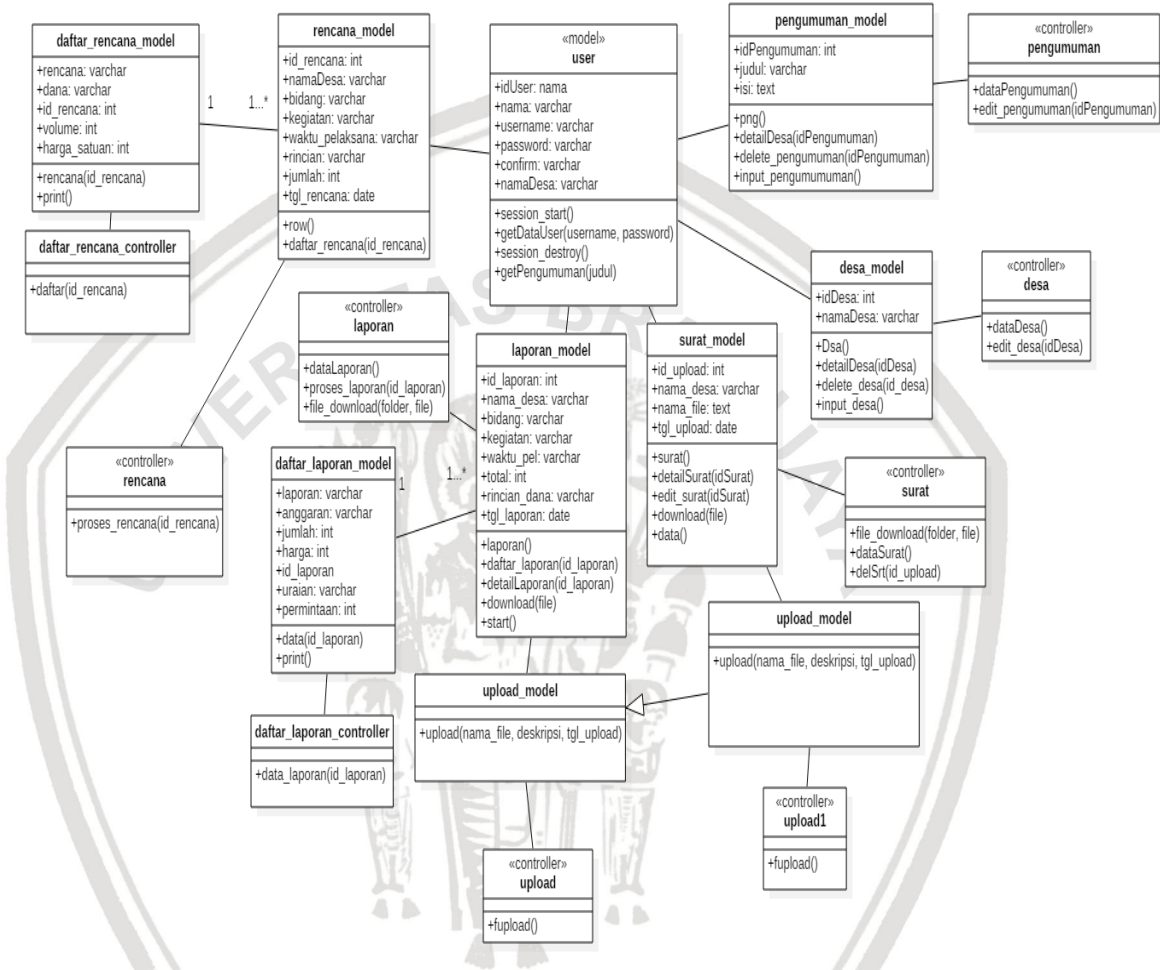 daftar_rencana_model
+rencana: varchar
+dana: varchar
+id_rencana: int
+volume: int
+harga_satuan: int
+rencana(id_rencana)
+print()
1
1...*
rencana_model
+id_rencana: int
+namaDesa: varchar
+bidang: varchar
+kegiatan: varchar
+waktu_pelaksana: varchar
+rincian: varchar
+jumlah: int
+tgl_rencana: date
+row()
+daftar_rencana(id_rencana)
«model»
user
+idUser: nama
+nama: varchar
+username: varchar
+password: varchar
+confirm: varchar
+namaDesa: varchar
+session_start()
+getDataUser(username, password)
+session_destroy()
+getPengumuman(judul)
pengumuman_model
+idPengumuman: int
+judul: varchar
+isi: text
+png()
+detailDesa(idPengumuman)
+delete_pengumuman(idPengumuman)
+input_pengumumuman()
«controller»
pengumuman
+dataPengumuman()
+edit_pengumuman(idPengumuman)
daftar_rencana_controller
+daftar(id_rencana)
desa_model
+idDesa: int
+namaDesa: varchar
+Dsa()
+detailDesa(idDesa)
+delete_desa(id_desa)
+input_desa()
«controller»
desa
+dataDesa()
+edit_desa(idDesa)
«controller»
laporan
+dataLaporan()
+proses_laporan(id_laporan)
+file_download(folder, file)
laporan_model
+id_laporan: int
+nama_desa: varchar
+bidang: varchar
+kegiatan: varchar
+waktu_pel: varchar
+total: int
+rincian_dana: varchar
+tgl_laporan: date
+laporan()
+daftar_laporan(id_laporan)
+detailLaporan(id_laporan)
+download(file)
+start()
surat_model
+id_upload: int
+nama_desa: varchar
+nama_file: text
+tgl_upload: date
+surat()
+detailSurat(idSurat)
+edit_surat(idSurat)
+download(file)
+data()
«controller»
rencana
+proses_rencana(id_rencana)
daftar_laporan_model
+laporan: varchar
+anggaran: varchar
+jumlah: int
+harga: int
+id_laporan
+uraian: varchar
+permintaan: int
+data(id_laporan)
+print()
1
1...*
«controller»
surat
+file_download(folder, file)
+dataSurat()
+delSrt(id_upload)
upload_model
+upload(nama_file, deskripsi, tgl_upload)
upload_model
+upload(nama_file, deskripsi, tgl_upload)
daftar_laporan_controller
+data_laporan(id_laporan)
«controller»
upload1
+fupload()
«controller»
upload
+fupload()